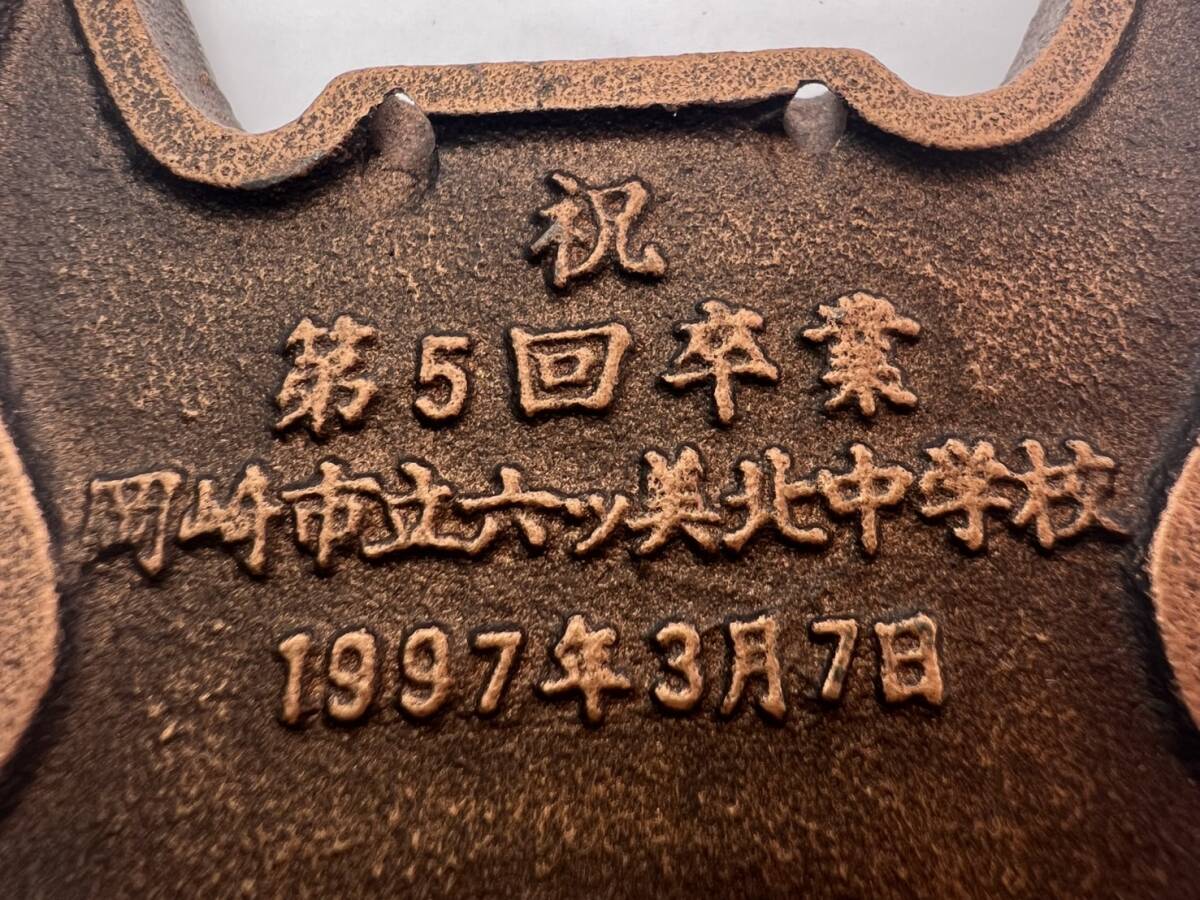 祝
第5回卒業
岡崎市立六ッ美北中学校
1997年3月7日